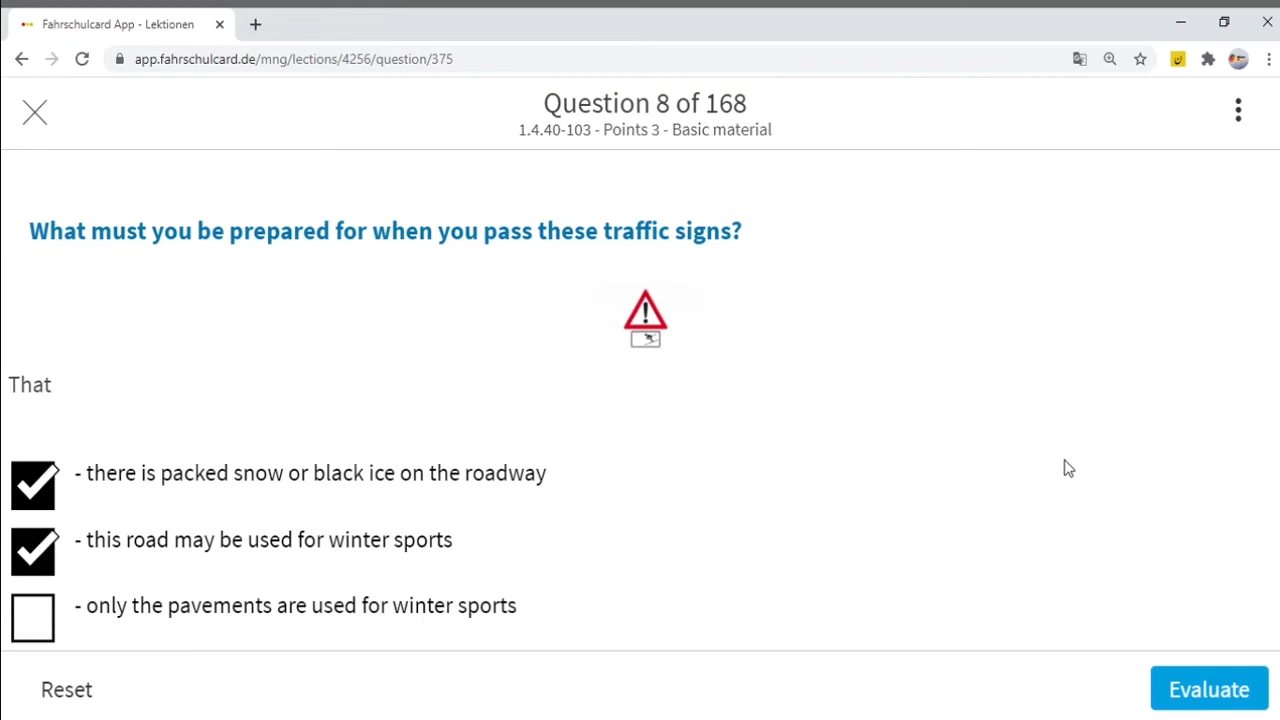 Fahrschulcard App - Lektionen
app.fahrschulcard.de/mng/lections/4256/question/375
Question 8 of 168
1.4.40-103 - Points 3 - Basic material
What must you be prepared for when you pass these traffic signs?
!
That
- there is packed snow or black ice on the roadway
- this road may be used for winter sports
- only the pavements are used for winter sports
Reset
Evaluate